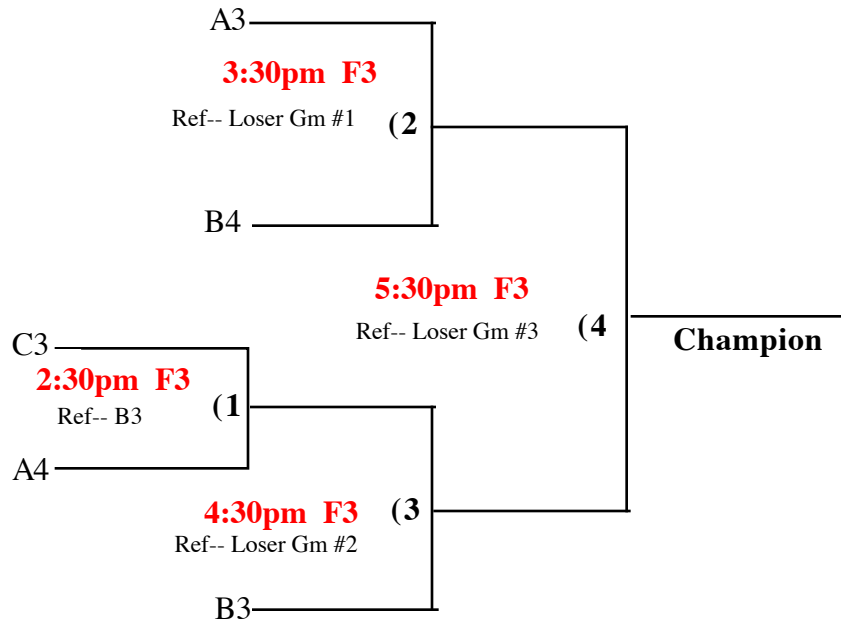 A3
3:30pm F3
Ref-- Loser Gm #1
(2
B4
5:30pm F3
Ref-- Loser Gm #3
(4
Champion
C3
2:30pm F3
Ref-- B3
(1
A4
4:30pm F3
(3
Ref-- Loser Gm #2
B3